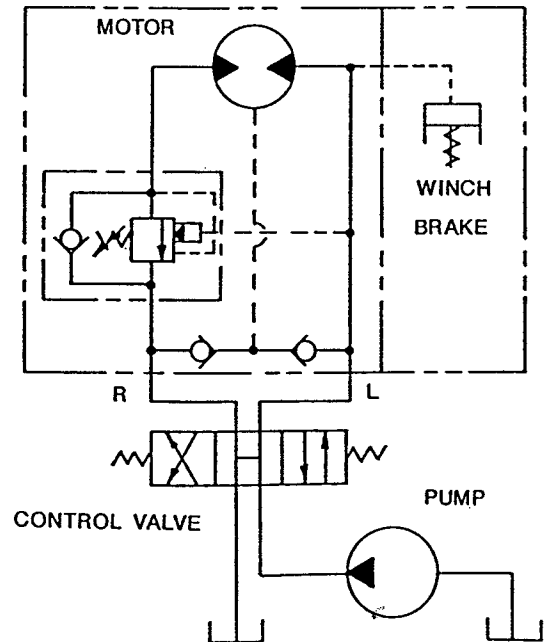 MOTOR
WINCH
BRAKE
R
L
PUMP
CONTROL VALVE